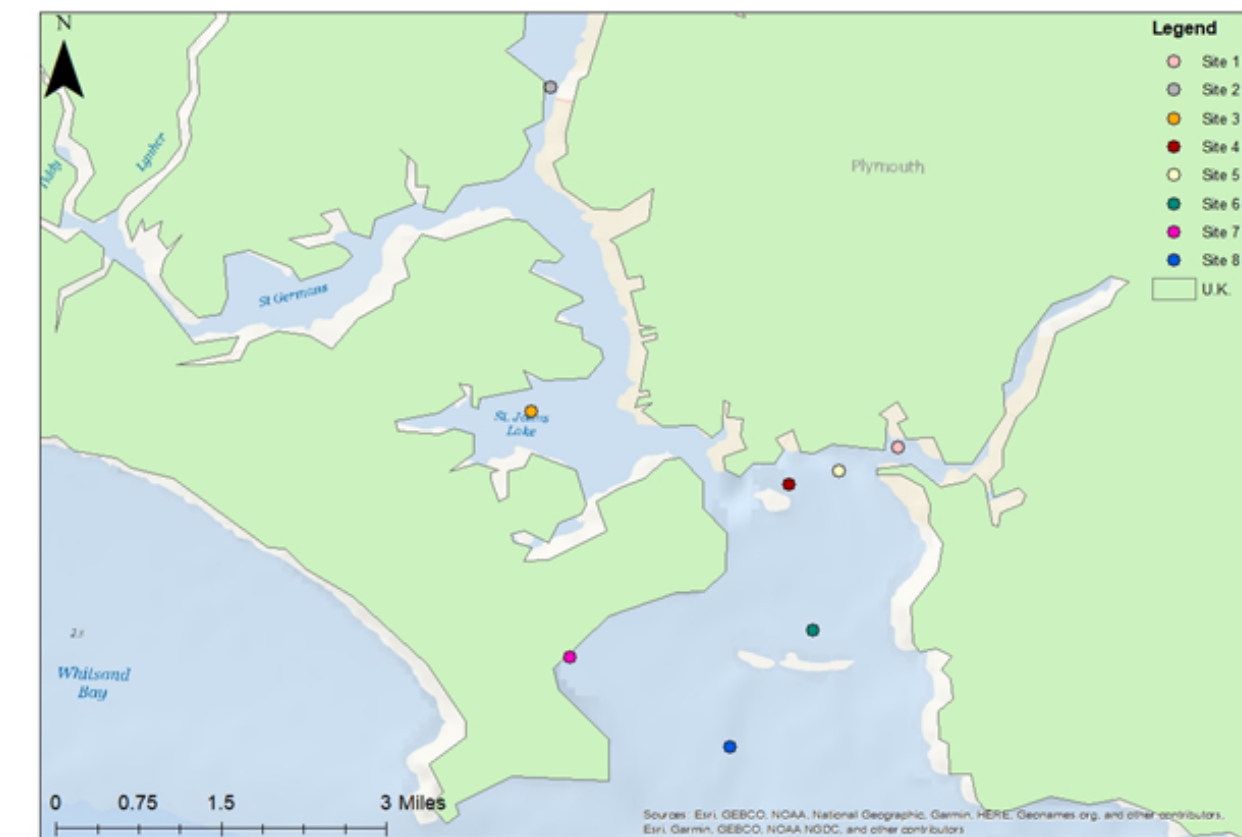 N
Legend
Site 1
Site 2
Site 3
Site 4
Site 5
Site 6
Site 7
Site 8
U.K.
Lynher
Plymouth
St Germans
St. Johns
Lake
Whitsand
Bay
0 0.75 1.5 3 Miles
Sources: Esri, GEBCO, NOAA, National Geographic, Garmin, HERE, Geonames.org, and other contributors,
Esri, Garmin, GEBCO, NOAA NGDC, and other contributors